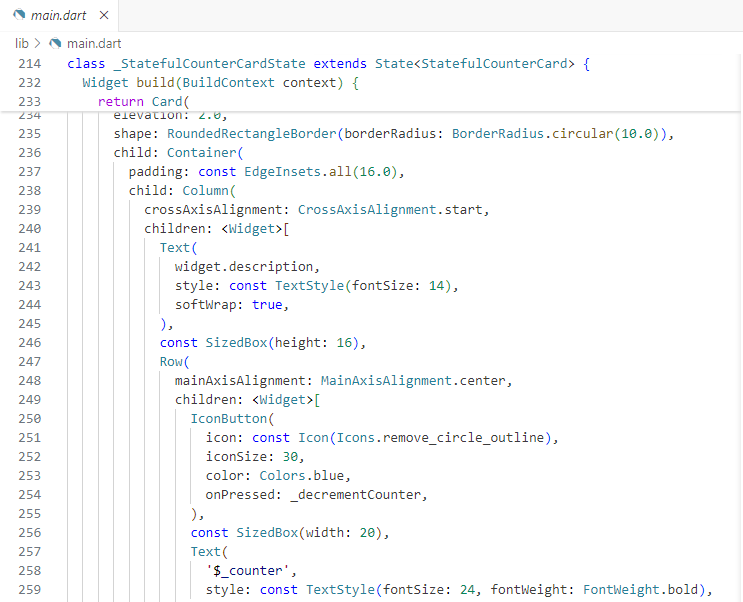 main.dart
lib > main.dart
214 class _StatefulCounterCardState extends State<StatefulCounterCard> {
232   Widget build(BuildContext context) {
233     return Card(
234       elevation: 2.0,
235       shape: RoundedRectangleBorder(borderRadius: BorderRadius.circular(10.0)),
236       child: Container(
237         padding: const EdgeInsets.all(16.0),
238         child: Column(
239           crossAxisAlignment: CrossAxisAlignment.start,
240           children: <Widget>[
241             Text(
242               widget.description,
243               style: const TextStyle(fontSize: 14),
244               softWrap: true,
245             ),
246             const SizedBox(height: 16),
247             Row(
248               mainAxisAlignment: MainAxisAlignment.center,
249               children: <Widget>[
250                 IconButton(
251                   icon: const Icon(Icons.remove_circle_outline),
252                   iconSize: 30,
253                   color: Colors.blue,
254                   onPressed: _decrementCounter,
255                 ),
256                 const SizedBox(width: 20),
257                 Text(
258                   '$_counter',
259                   style: const TextStyle(fontSize: 24, fontWeight: FontWeight.bold),